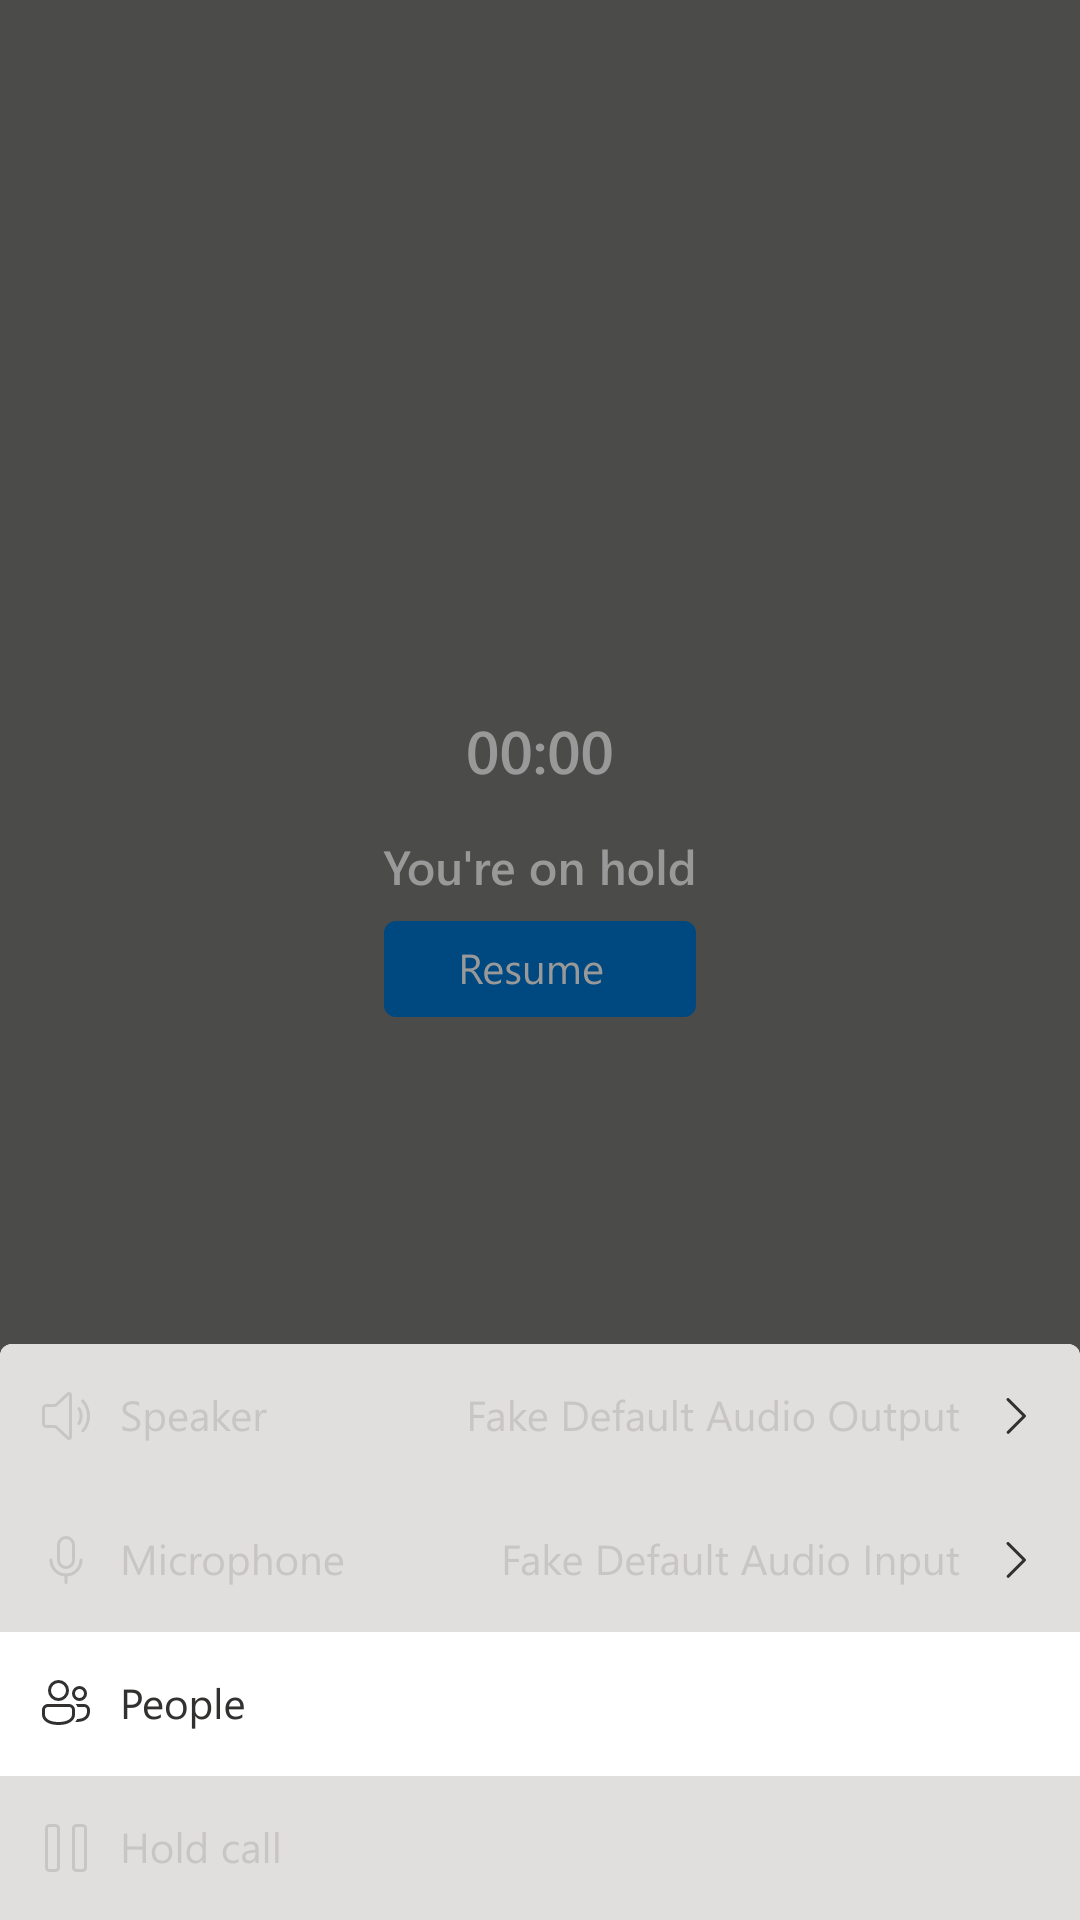 00:00
You're on hold
Resume
Speaker Fake Default Audio Output
Microphone Fake Default Audio Input
People
Hold call